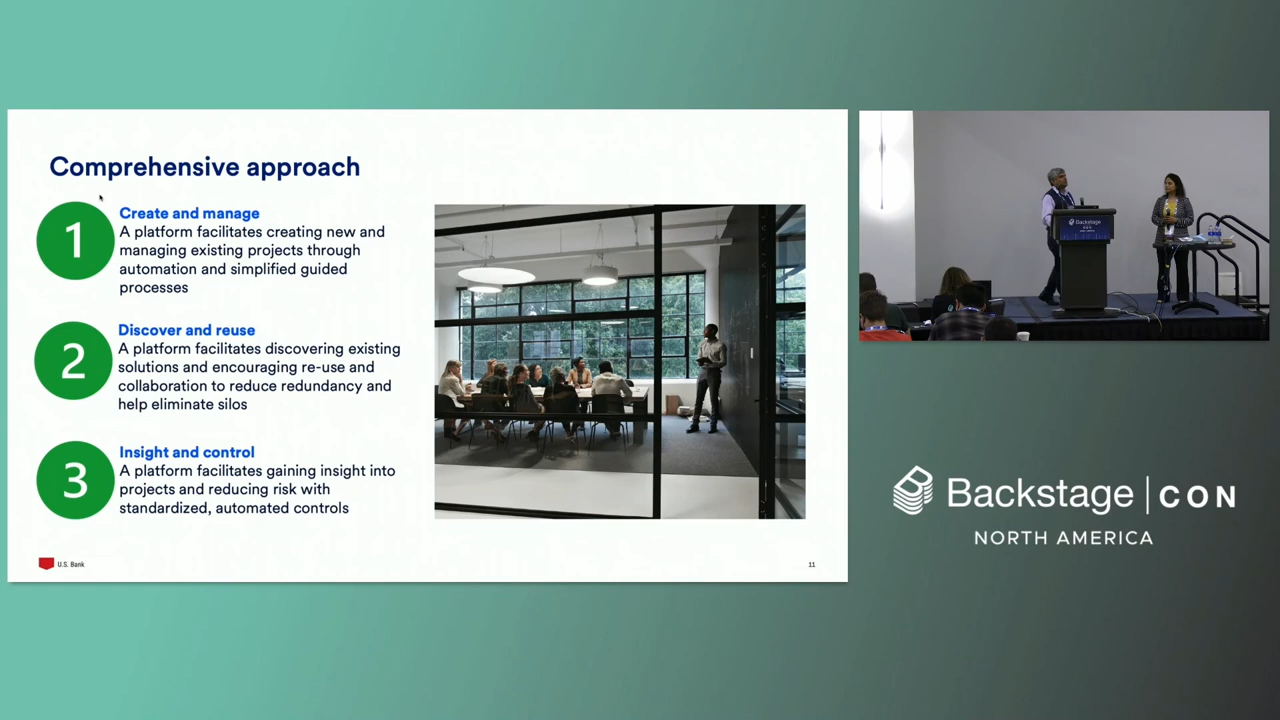 Comprehensive approach
1
Create and manage
A platform facilitates creating new and
managing existing projects through
automation and simplified guided
processes
2
Discover and reuse
A platform facilitates discovering existing
solutions and encouraging re-use and
collaboration to reduce redundancy and
help eliminate silos
3
Insight and control
A platform facilitates gaining insight into
projects and reducing risk with
standardized, automated controls
U.S. Bank
11
Backstage
CON
Backstage | CON
NORTH AMERICA